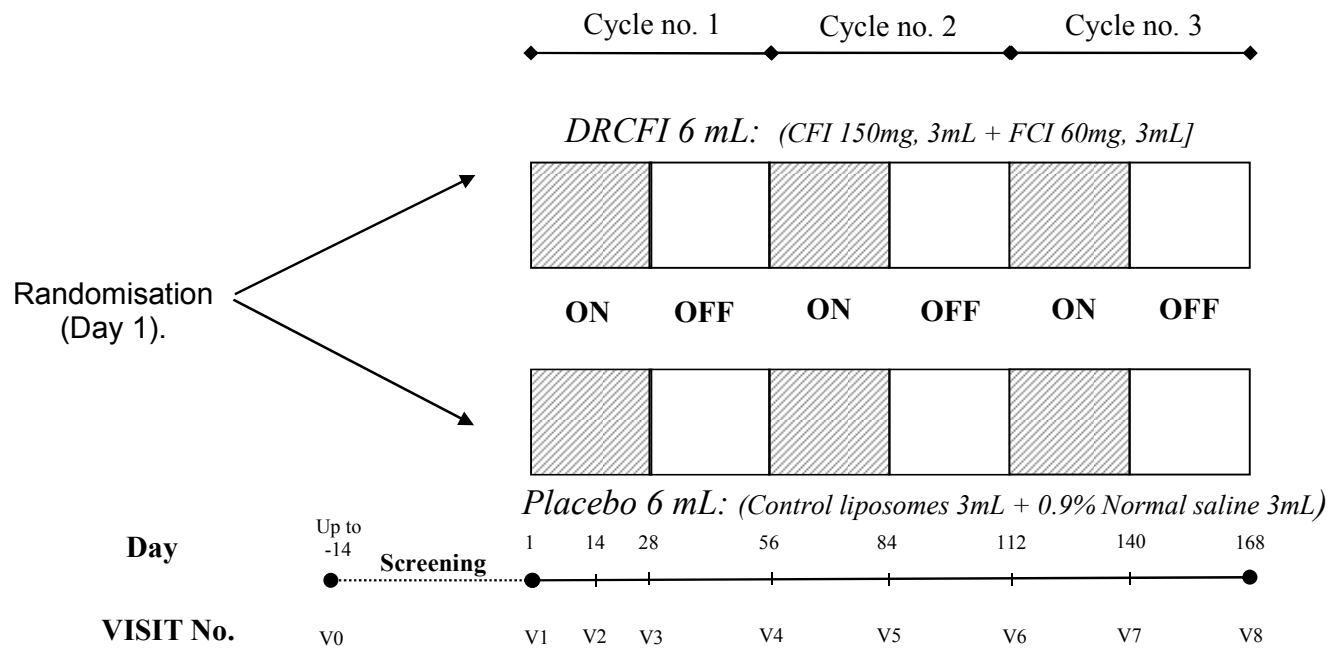 Cycle no. 1 Cycle no. 2 Cycle no. 3
DRCFI 6 mL: (CFI 150mg, 3mL + FCI 60mg, 3mL]
Randomisation
(Day 1).
ON OFF ON OFF ON OFF
Placebo 6 mL: (Control liposomes 3mL + 0.9% Normal saline 3mL)
Day Up to
-14 1 14 28 56 84 112 140 168
Screening
VISIT No. V0 V1 V2 V3 V4 V5 V6 V7 V8